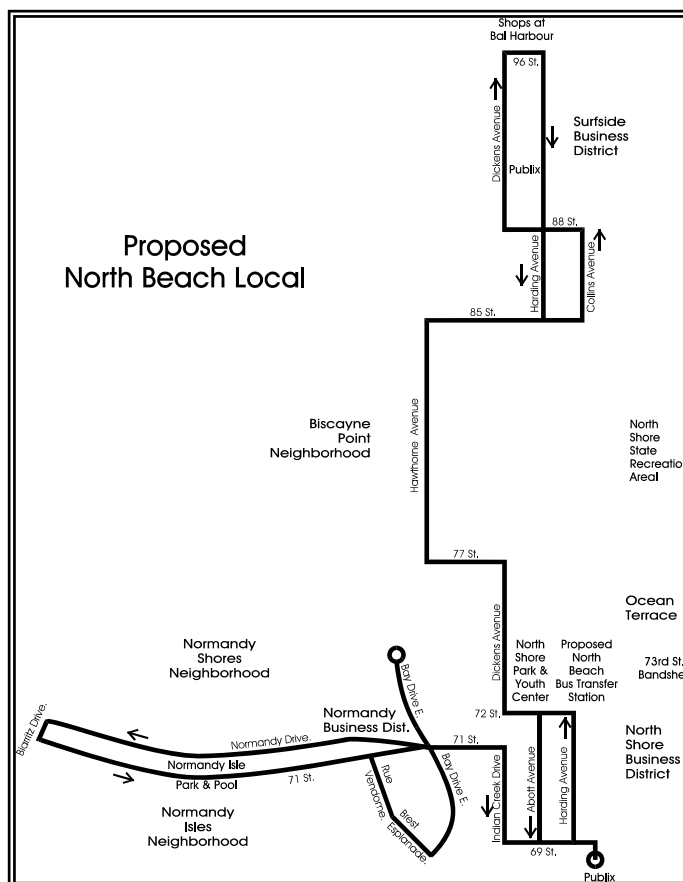 Shops at
Bal Harbour
96 St.
Dickens Avenue
Surfside
Business
District
Publix
Proposed
North Beach Local
88 St.
Harding Avenue
Collins Avenue
85 St.
Biscayne
Point
Neighborhood
Hawthorne Avenue
North
Shore
State
Recreatio
Areal
77 St.
Ocean
Terrace
Dickens Avenue
North
Shore
Park &
Youth
Center
Proposed
North
Beach
Bus Transfer
Station
73rd St.
Bandshe
Normandy
Shores
Neighborhood
Bay Drive E.
72 St.
Normandy
Business Dist.
Biarritz Drive.
Normandy Drive.
71 St.
North
Shore
Business
District
Normandy Isle
Park & Pool
71 St.
Rue
Vendome.
Bay Drive E.
Indian Creek Drive
Abott Avenue
Harding Avenue
Normandy
Isles
Neighborhood
Brest
Esplanade.
69 St.
Publix